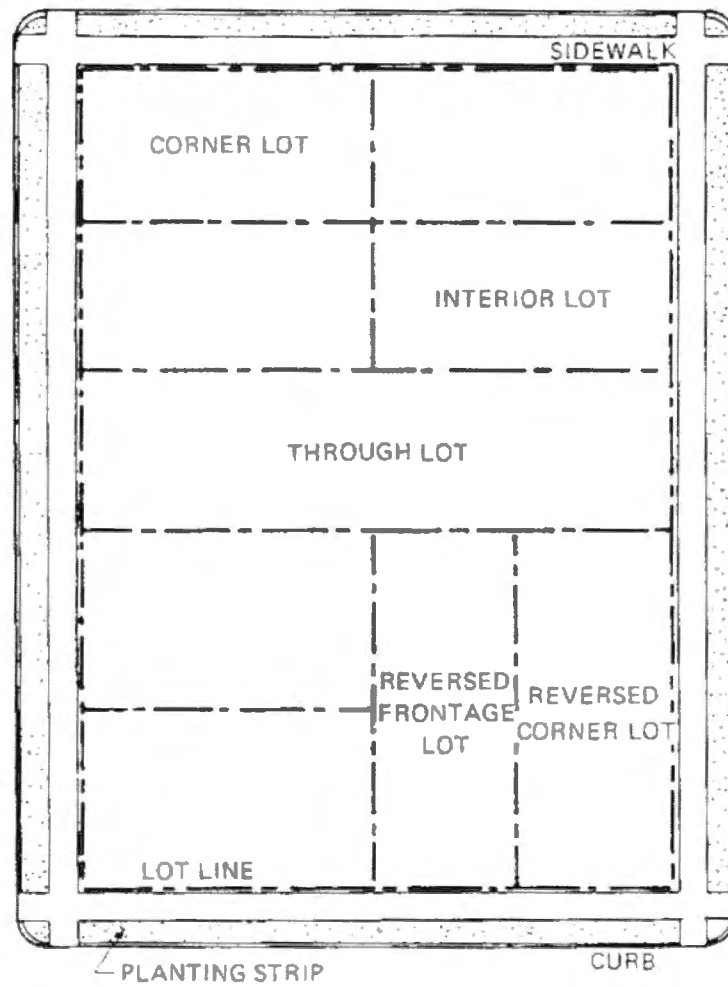 SIDEWALK
CORNER LOT
INTERIOR LOT
THROUGH LOT
REVERSED
FRONTAGE
LOT
REVERSED
CORNER LOT
LOT LINE
PLANTING STRIP
CURB